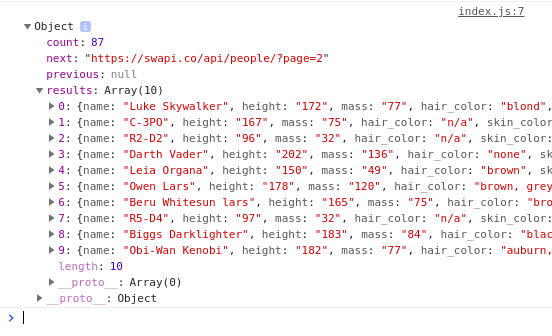 index.js:7
Object i
count: 87
next: "https://swapi.co/api/people/?page=2"
previous: null
results: Array(10)
0: {name: "Luke Skywalker", height: "172", mass: "77", hair_color: "blond",
1: {name: "C-3PO", height: "167", mass: "75", hair_color: "n/a", skin_color
2: {name: "R2-D2", height: "96", mass: "32", hair_color: "n/a", skin_color:
3: {name: "Darth Vader", height: "202", mass: "136", hair_color: "none", sk
4: {name: "Leia Organa", height: "150", mass: "49", hair_color: "brown", sk
5: {name: "Owen Lars", height: "178", mass: "120", hair_color: "brown, grey
6: {name: "Beru Whitesun lars", height: "165", mass: "75", hair_color: "bro
7: {name: "R5-D4", height: "97", mass: "32", hair_color: "n/a", skin_color:
8: {name: "Biggs Darklighter", height: "183", mass: "84", hair_color: "blac
9: {name: "Obi-Wan Kenobi", height: "182", mass: "77", hair_color: "auburn,
length: 10
__proto__: Array(0)
__proto__: Object